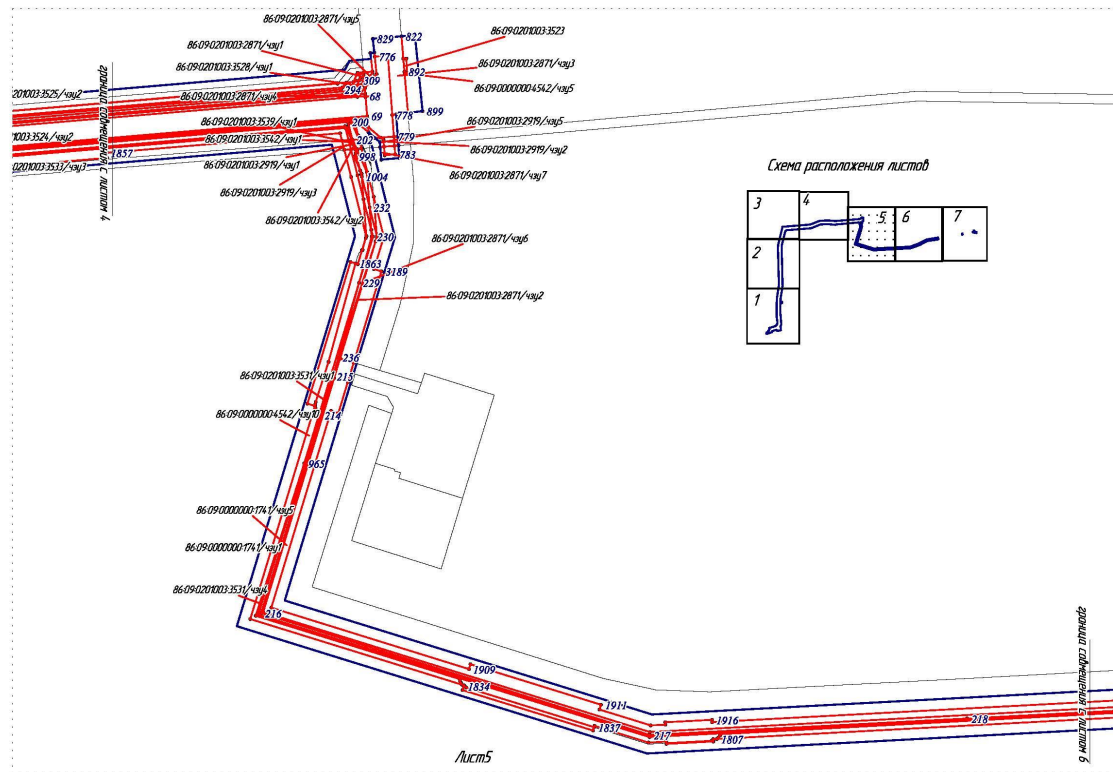 86:09:0201003:2871/чзу5
829
822
86:09:0201003:3523
86:09:0201003:2871/чзу1
776
86:09:0201003:2871/чзу3
86:09:0201003:3528/чзу1
309
892
86:09:0000000:4542/чзу5
294
:0201003:3525/чзу2
86:09:0201003:2871/чзу4
68
778
899
69
86:09:0201003:2919/чзу5
200
86:09:0201003:3539/чзу1
779
201003:3524/чзу2
86:09:0201003:3542/чзу1
202
86:09:0201003:2919/чзу2
1857
998
783
:0201003:3533/чзу3
86:09:0201003:2919/чзу1
86:09:0201003:2871/чзу7
1004
86:09:0201003:2919/чзу3
232
86:09:0201003:3542/чзу2
230
86:09:0201003:2871/чзу6
1863
3189
229
86:09:0201003:2871/чзу2
граница совмещения с листом 4
Схема расположения листов
3
4
5
6
7
2
1
236
86:09:0201003:3531/чзу1
215
86:09:0000000:4542/чзу10
214
965
86:09:0000000:1741/чзу5
86:09:0000000:1741/чзу1
86:09:0201003:3531/чзу4
216
1909
1834
1911
1916
218
1837
217
1807
граница совмещения с листом 6
Лист5